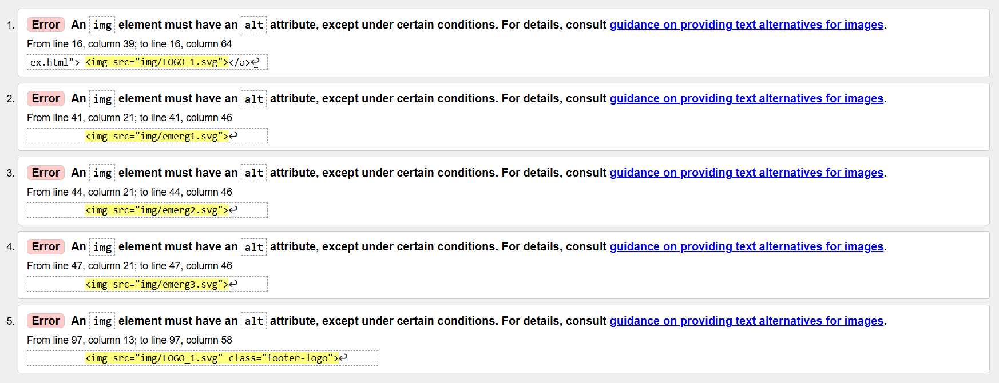 1. Error An img element must have an alt attribute, except under certain conditions. For details, consult guidance on providing text alternatives for images.
From line 16, column 39; to line 16, column 64
ex.html"> <img src="img/LOGO_1.svg"></a>↩
2. Error An img element must have an alt attribute, except under certain conditions. For details, consult guidance on providing text alternatives for images.
From line 41, column 21; to line 41, column 46
<img src="img/emerg1.svg">↩
3. Error An img element must have an alt attribute, except under certain conditions. For details, consult guidance on providing text alternatives for images.
From line 44, column 21; to line 44, column 46
<img src="img/emerg2.svg">↩
4. Error An img element must have an alt attribute, except under certain conditions. For details, consult guidance on providing text alternatives for images.
From line 47, column 21; to line 47, column 46
<img src="img/emerg3.svg">↩
5. Error An img element must have an alt attribute, except under certain conditions. For details, consult guidance on providing text alternatives for images.
From line 97, column 13; to line 97, column 58
<img src="img/LOGO_1.svg" class="footer-logo">↩